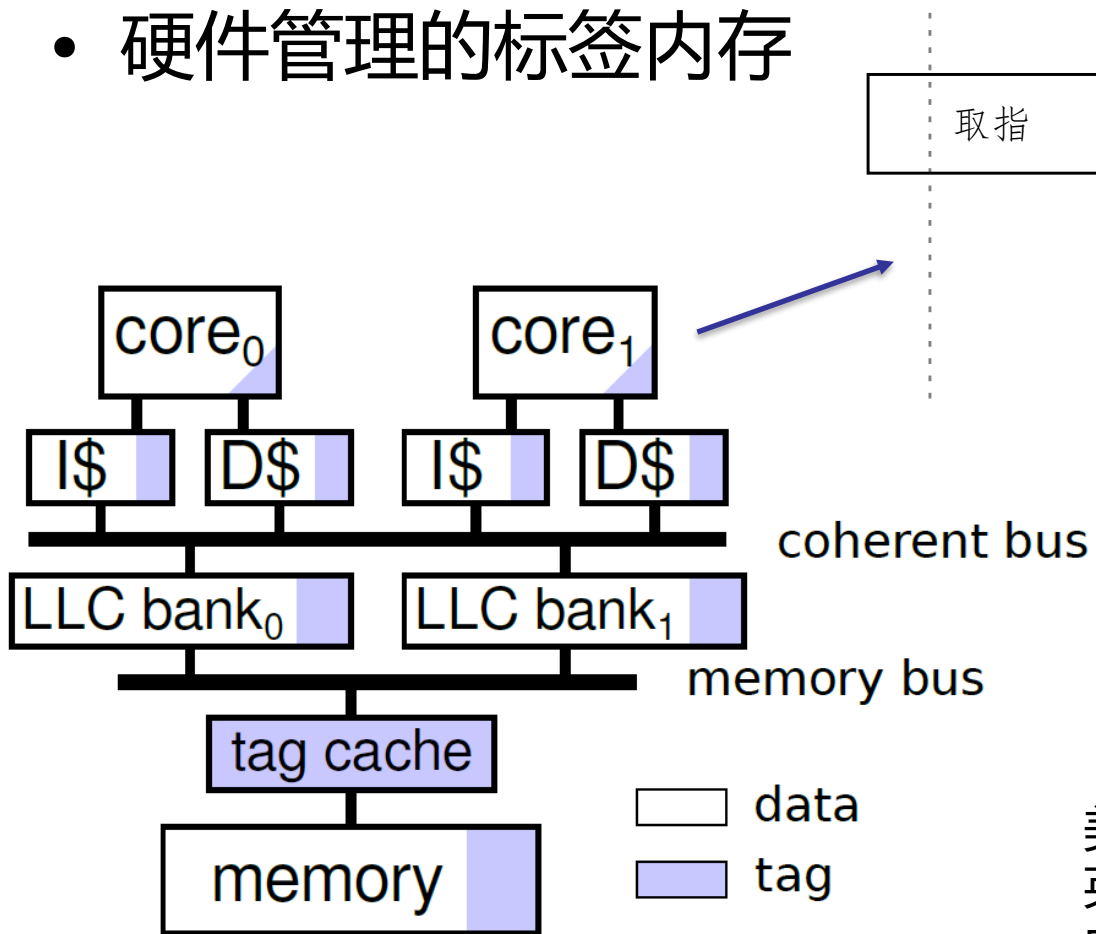 • 硬件管理的标签内存
取指
core₀ core₁
I$ D$ I$ D$
coherent bus
LLC bank₀ LLC bank₁
memory bus
tag cache
data
memory
tag